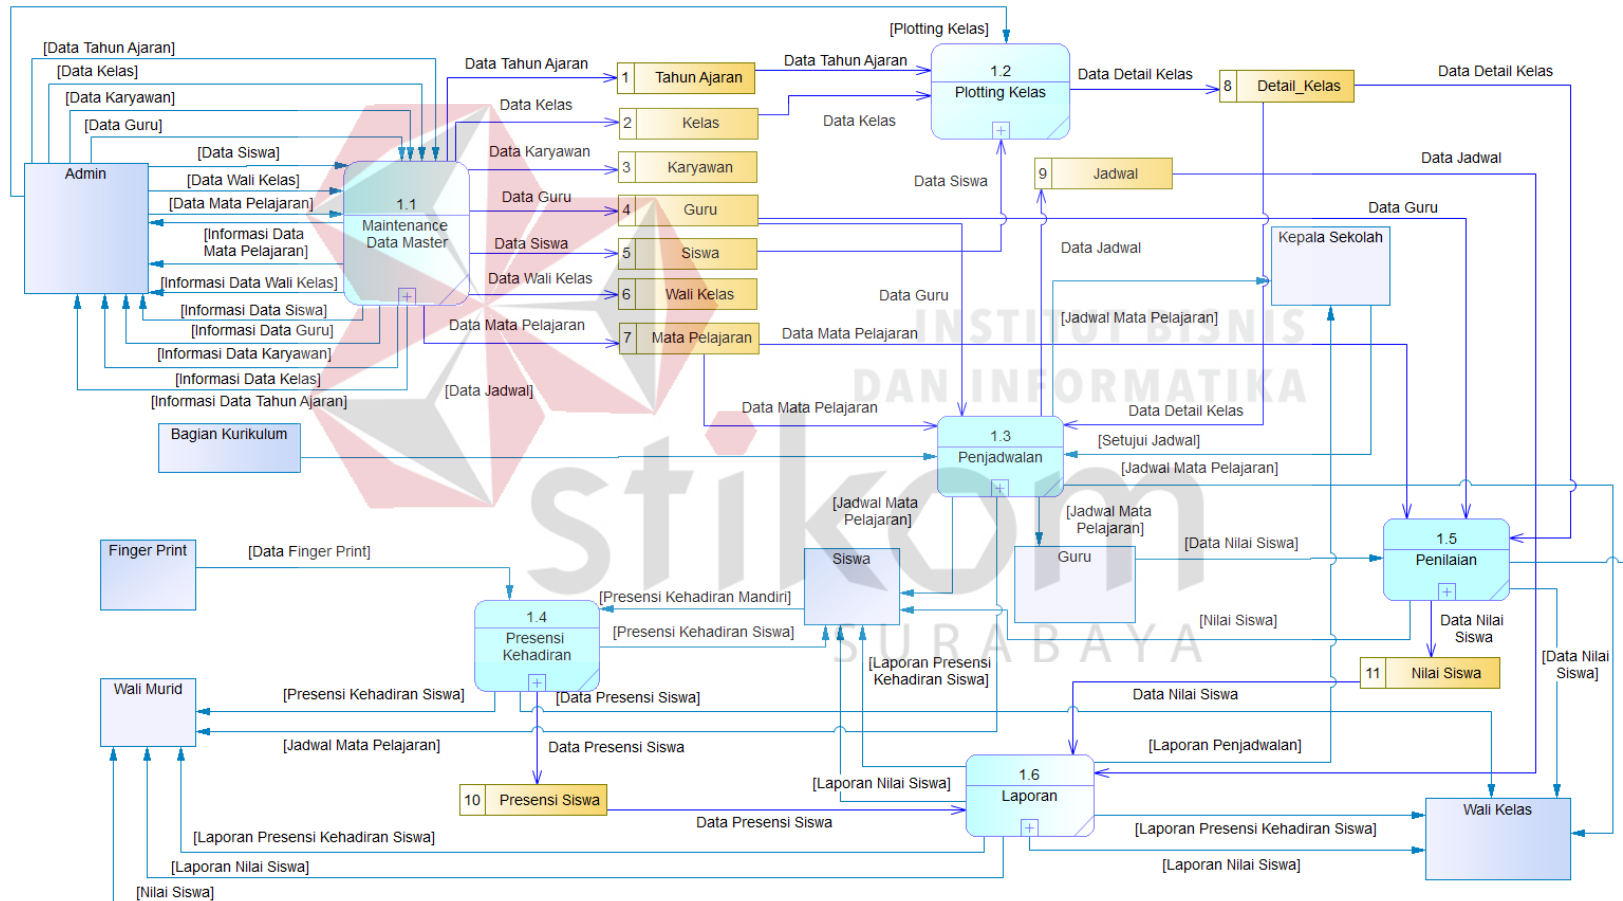 [Data Tahun Ajaran]
[Data Kelas]
[Data Karyawan]
[Data Guru]
[Data Siswa]
[Data Wali Kelas]
[Data Mata Pelajaran]
[Informasi Data
Mata Pelajaran]
[Informasi Data Wali Kelas]
[Informasi Data Siswa]
[Informasi Data Guru]
[Informasi Data Karyawan]
[Informasi Data Kelas]
[Informasi Data Tahun Ajaran]
Admin
1.1
Maintenance
Data Master
Data Tahun Ajaran
Data Kelas
Data Karyawan
Data Guru
Data Siswa
Data Wali Kelas
Data Mata Pelajaran
1 Tahun Ajaran
2 Kelas
3 Karyawan
4 Guru
5 Siswa
6 Wali Kelas
7 Mata Pelajaran
[Plotting Kelas]
Data Tahun Ajaran
Data Kelas
Data Siswa
1.2
Plotting Kelas
Data Detail Kelas
8 Detail_Kelas
Data Detail Kelas
9 Jadwal
Data Jadwal
Data Guru
Data Jadwal
Kepala Sekolah
Data Guru
[Jadwal Mata Pelajaran]
Data Mata Pelajaran
INSTITUT BISNIS
DAN INFORMATIKA
stikom
SURABAYA
[Data Jadwal]
Data Mata Pelajaran
Data Detail Kelas
Bagian Kurikulum
1.3
Penjadwalan
[Setujui Jadwal]
[Jadwal Mata Pelajaran]
[Jadwal Mata
Pelajaran]
[Jadwal Mata
Pelajaran]
Finger Print
[Data Finger Print]
Siswa
Guru
[Data Nilai Siswa]
1.5
Penilaian
[Presensi Kehadiran Mandiri]
1.4
Presensi
Kehadiran
[Presensi Kehadiran Siswa]
[Nilai Siswa]
Data Nilai
Siswa
[Data Nilai
Siswa]
[Laporan Presensi
Kehadiran Siswa]
11 Nilai Siswa
Wali Murid
[Presensi Kehadiran Siswa]
[Data Presensi Siswa]
Data Nilai Siswa
[Jadwal Mata Pelajaran]
Data Presensi Siswa
[Laporan Penjadwalan]
1.6
Laporan
[Laporan Nilai Siswa]
10 Presensi Siswa
Data Presensi Siswa
Wali Kelas
[Laporan Presensi Kehadiran Siswa]
[Laporan Presensi Kehadiran Siswa]
[Laporan Nilai Siswa]
[Laporan Nilai Siswa]
[Nilai Siswa]